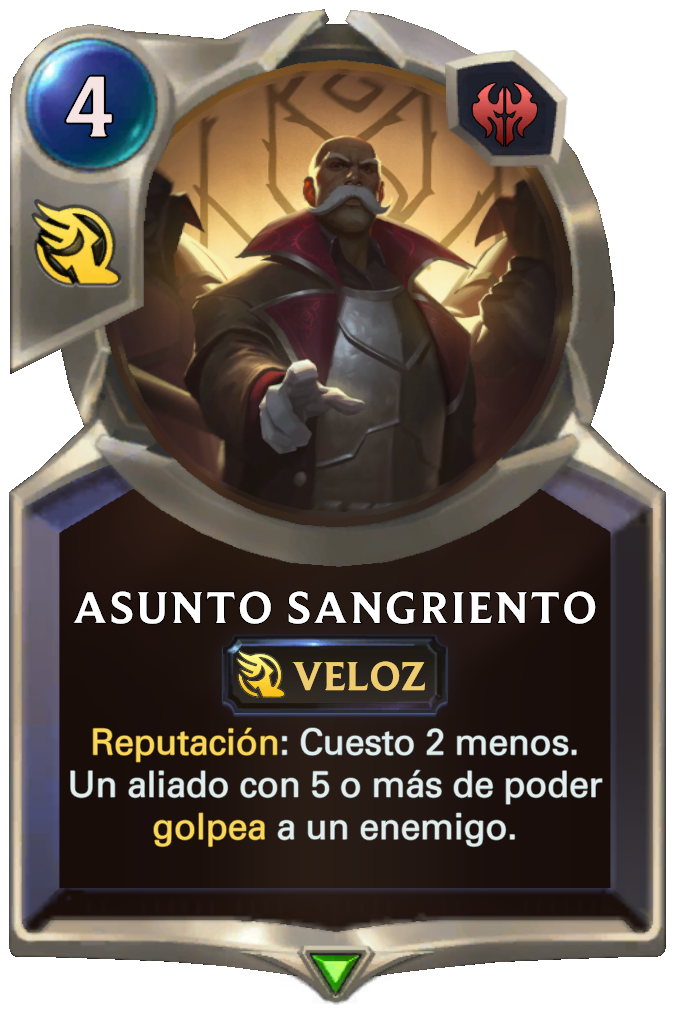 4
ASUNTO SANGRIENTO
VELOZ
Reputación: Cuesto 2 menos.
Un aliado con 5 o más de poder
golpea a un enemigo.